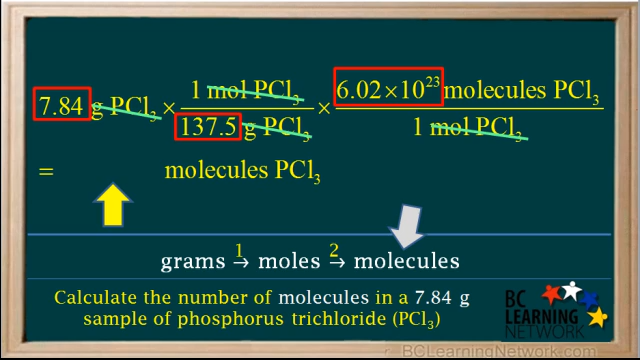 7.84 g PCl₃ × 1 mol PCl₃ / 137.5 g PCl₃ × 6.02×10²³ molecules PCl₃ / 1 mol PCl₃
= molecules PCl₃
grams →¹ moles →² molecules
Calculate the number of molecules in a 7.84 g
sample of phosphorus trichloride (PCl₃)
BC
LEARNING
NETWORK
BCLearningNetwork.com